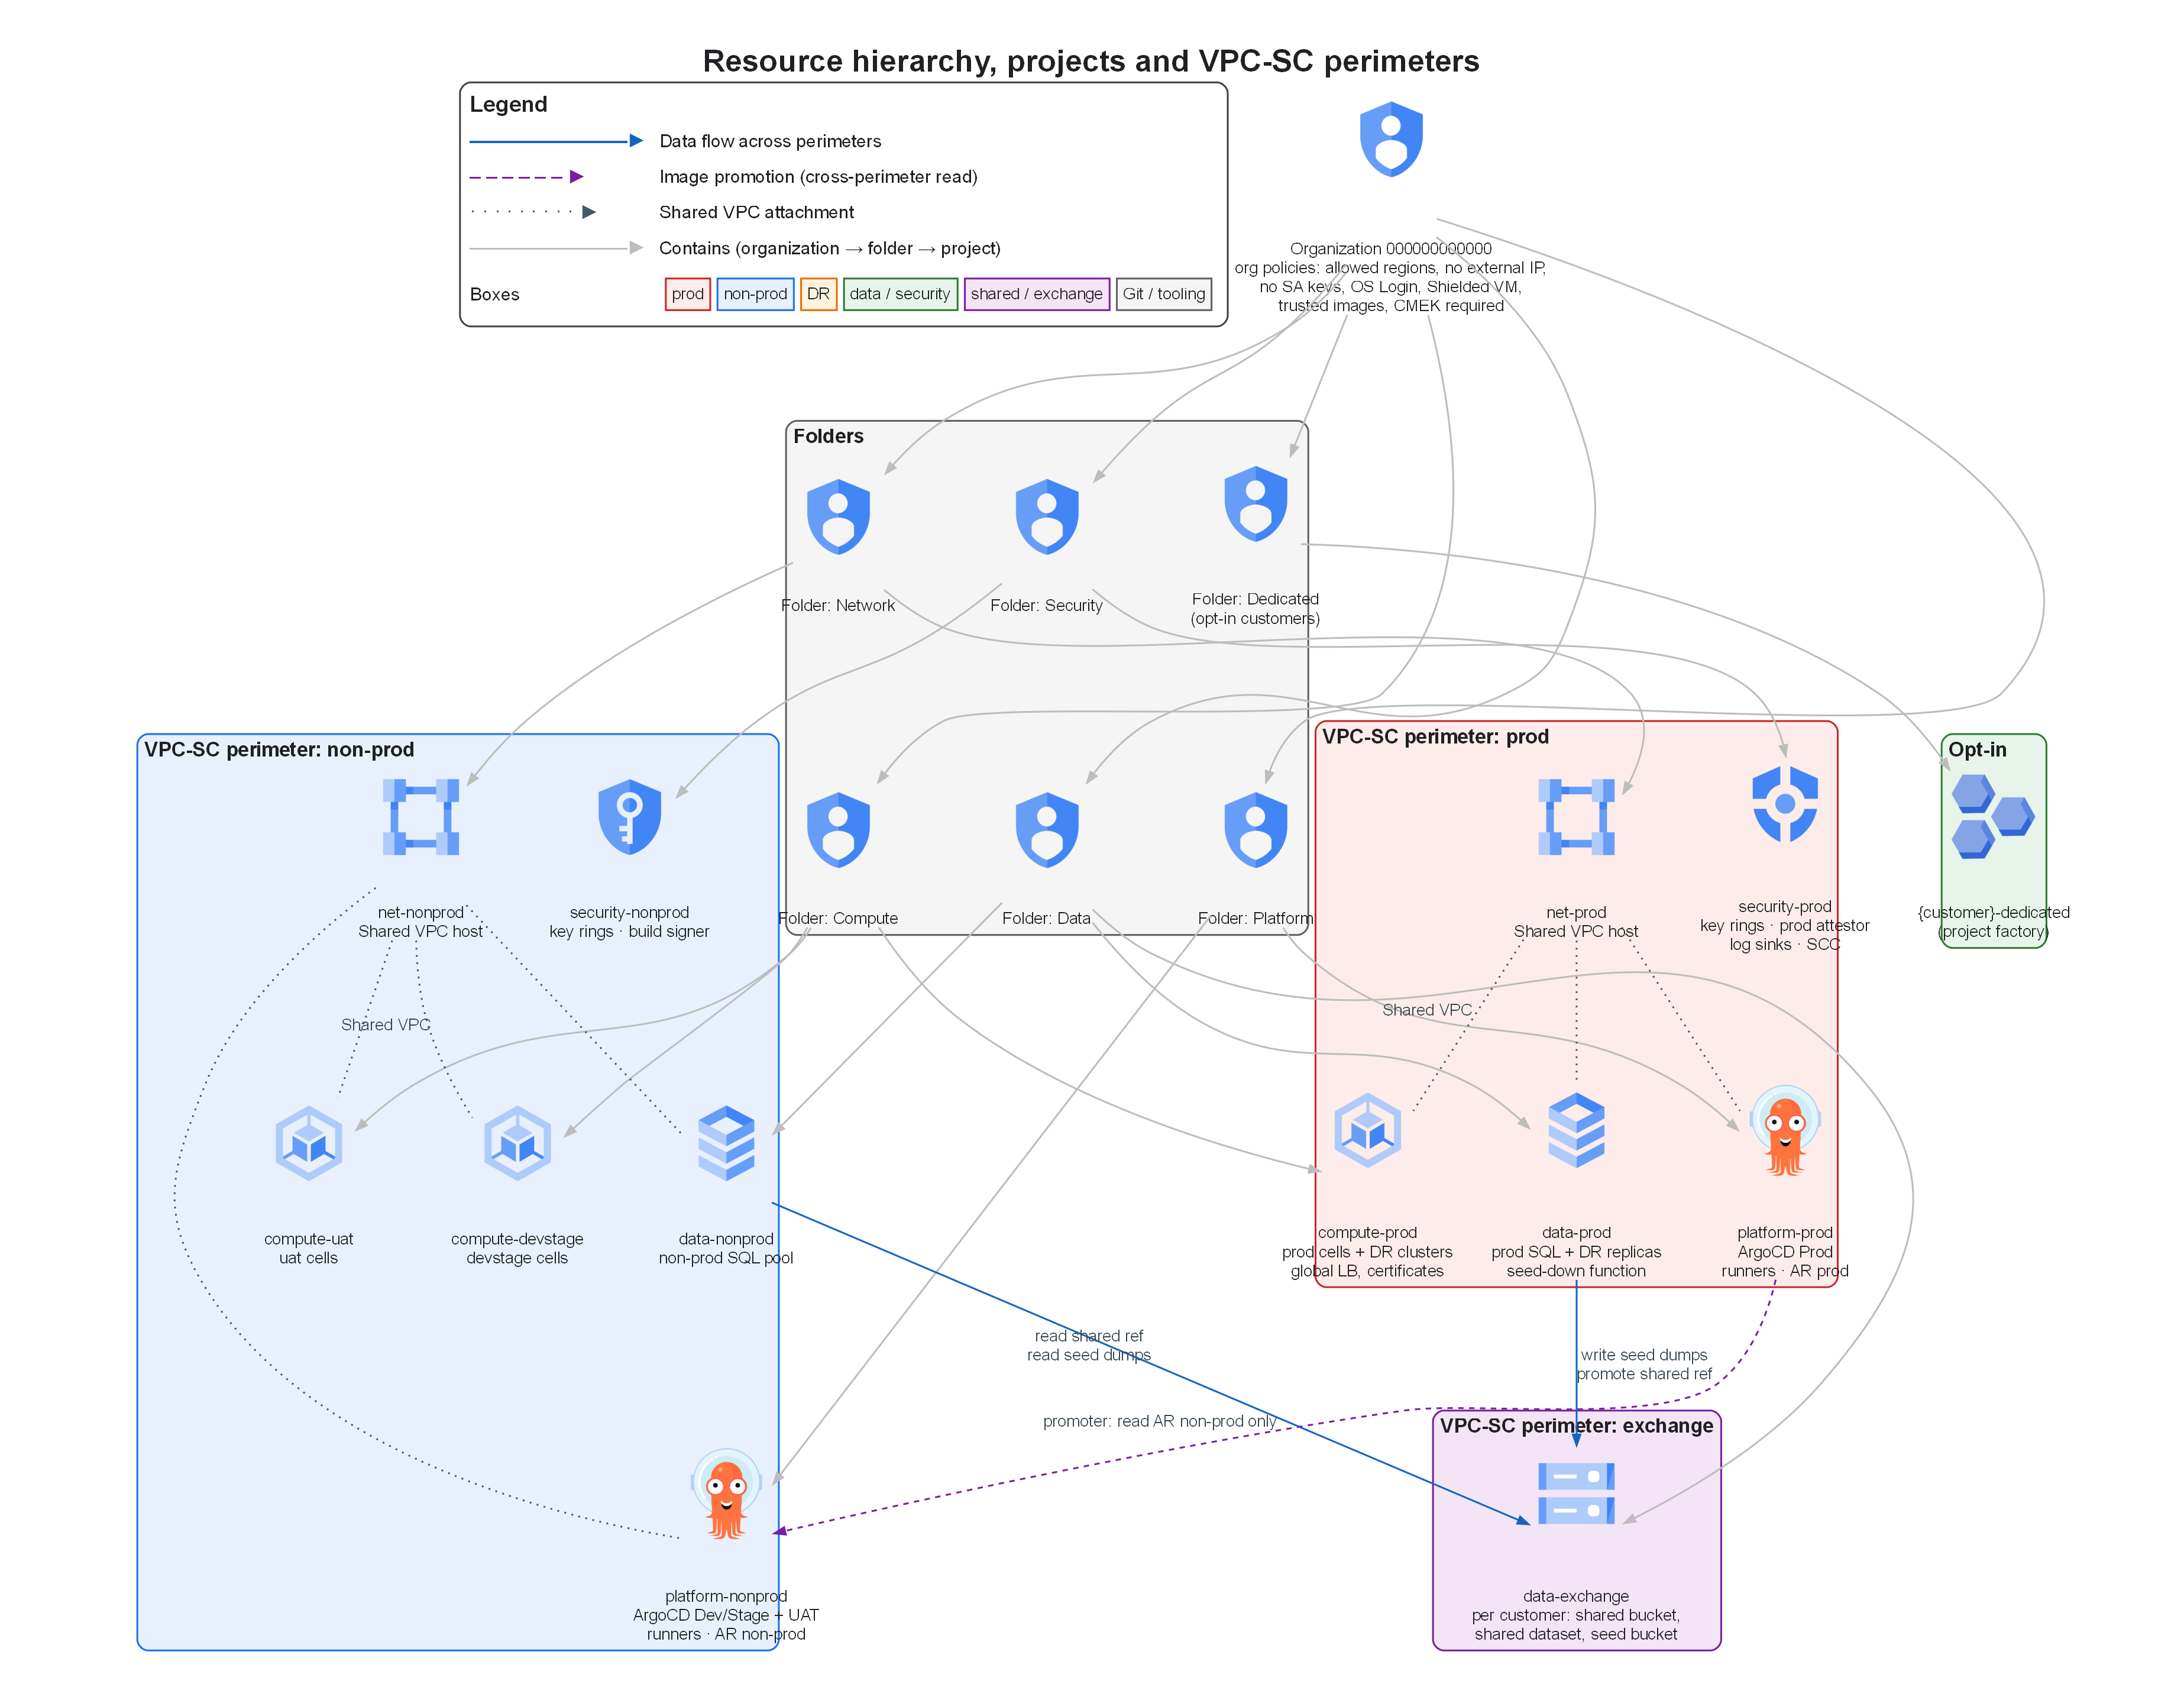 Resource hierarchy, projects and VPC-SC perimeters
Legend
Data flow across perimeters
Image promotion (cross-perimeter read)
Shared VPC attachment
Contains (organization → folder → project)
Boxes
prod
non-prod
DR
data / security
shared / exchange
Git / tooling
Organization 000000000000
org policies: allowed regions, no external IP,
no SA keys, OS Login, Shielded VM,
trusted images, CMEK required
Folders
Folder: Network
Folder: Security
Folder: Dedicated
(opt-in customers)
Folder: Compute
Folder: Data
Folder: Platform
VPC-SC perimeter: non-prod
net-nonprod
Shared VPC host
security-nonprod
key rings · build signer
Shared VPC
compute-uat
uat cells
compute-devstage
devstage cells
data-nonprod
non-prod SQL pool
platform-nonprod
ArgoCD Dev/Stage + UAT
runners · AR non-prod
VPC-SC perimeter: prod
net-prod
Shared VPC host
security-prod
key rings · prod attestor
log sinks · SCC
Shared VPC
compute-prod
prod cells + DR clusters
global LB, certificates
data-prod
prod SQL + DR replicas
seed-down function
platform-prod
ArgoCD Prod
runners · AR prod
Opt-in
{customer}-dedicated
(project factory)
read shared ref
read seed dumps
write seed dumps
promote shared ref
promoter: read AR non-prod only
VPC-SC perimeter: exchange
data-exchange
per customer: shared bucket,
shared dataset, seed bucket